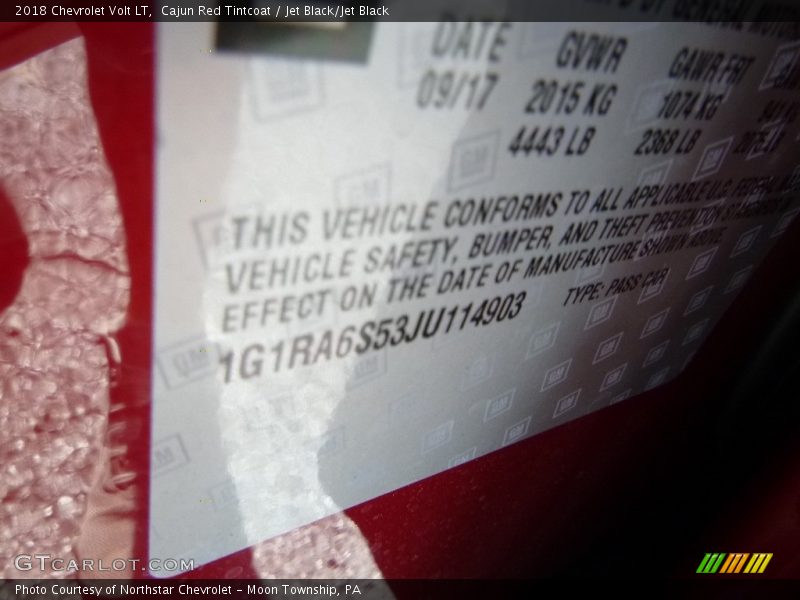 2018 Chevrolet Volt LT, Cajun Red Tintcoat / Jet Black/Jet Black
BY GENERAL MOTORS
DATE GVWR GAWR FRT
09/17 2015 KG 1074 KG
4443 LB 2368 LB
THIS VEHICLE CONFORMS TO ALL APPLICABLE U.S. FEDERAL
VEHICLE SAFETY, BUMPER, AND THEFT PREVENTION STANDARDS
EFFECT ON THE DATE OF MANUFACTURE SHOWN ABOVE.
1G1RA6S53JU114903 TYPE: PASS CAR
GTCARLOT.COM
Photo Courtesy of Northstar Chevrolet - Moon Township, PA